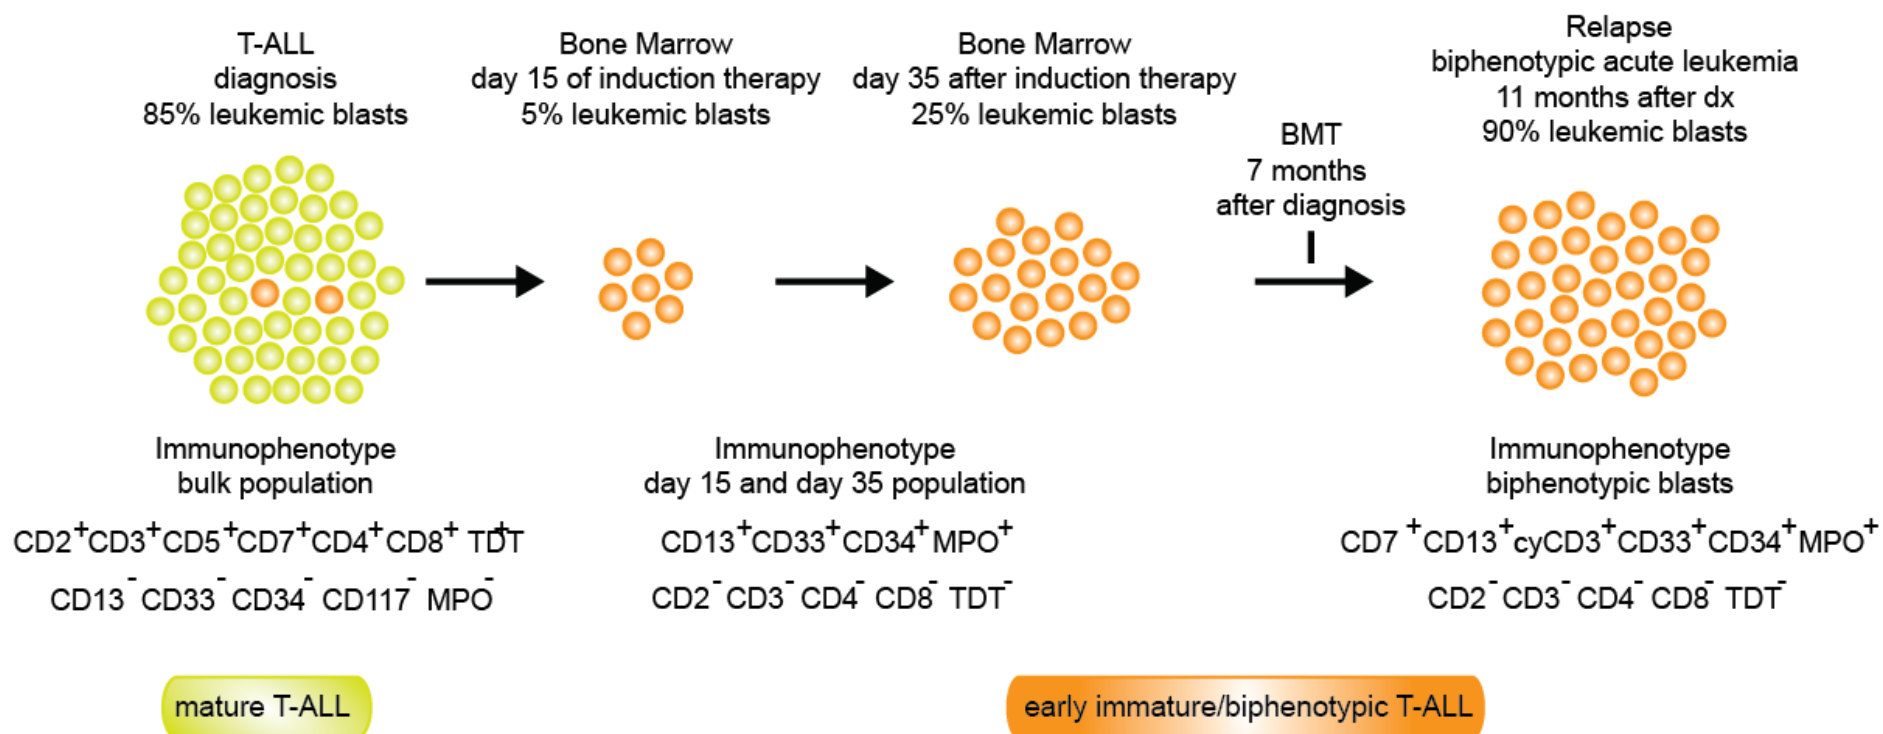 T-ALL
diagnosis
85% leukemic blasts
Bone Marrow
day 15 of induction therapy
5% leukemic blasts
Bone Marrow
day 35 after induction therapy
25% leukemic blasts
BMT
7 months
after diagnosis
Relapse
biphenotypic acute leukemia
11 months after dx
90% leukemic blasts
Immunophenotype
bulk population
CD2+CD3+CD5+CD7+CD4+CD8+ TDT+
CD13- CD33- CD34- CD117- MPO-
Immunophenotype
day 15 and day 35 population
CD13+CD33+CD34+MPO+
CD2- CD3- CD4- CD8- TDT-
Immunophenotype
biphenotypic blasts
CD7 +CD13+cyCD3+CD33+CD34+MPO+
CD2- CD3- CD4- CD8- TDT-
mature T-ALL
early immature/biphenotypic T-ALL